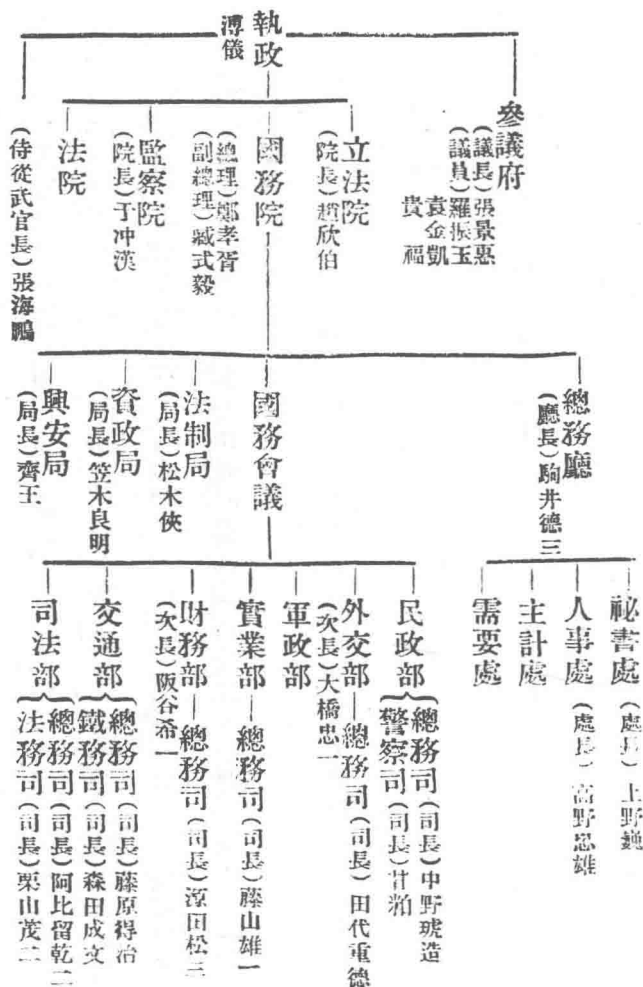 執政
溥儀
參議府
(議長)張景惠
(議員)羅振玉
袁金凱
貴福
立法院
(院長)趙欣伯
國務院
(總理)鄭孝胥
(副總理)臧式毅
監察院
(院長)于冲漢
法院
(侍從武官長)張海鵬
總務廳
(廳長)駒井德三
國務會議
法制局
(局長)松木俠
資政局
(局長)笠木良明
興安局
(局長)齊王
祕書處
(處長)上野巍
人事處
(處長)高野忠雄
主計處
需要處
民政部
總務司(司長)中野琥造
警察司(司長)甘粕
外交部—總務司(司長)田代重德
(次長)大橋忠一
軍政部
實業部—總務司(司長)藤山雄一
財務部—總務司(司長)源田松三
(次長)阪谷希一
交通部
總務司(司長)藤原得治
鐵務司(司長)森田成文
司法部
總務司(司長)阿比留乾二
法務司(司長)栗山茂二